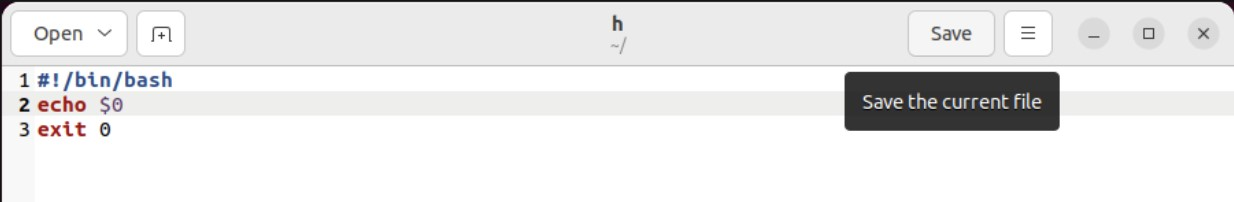 Open h Save
~/
1 #!/bin/bash
2 echo $0
3 exit 0
Save the current file